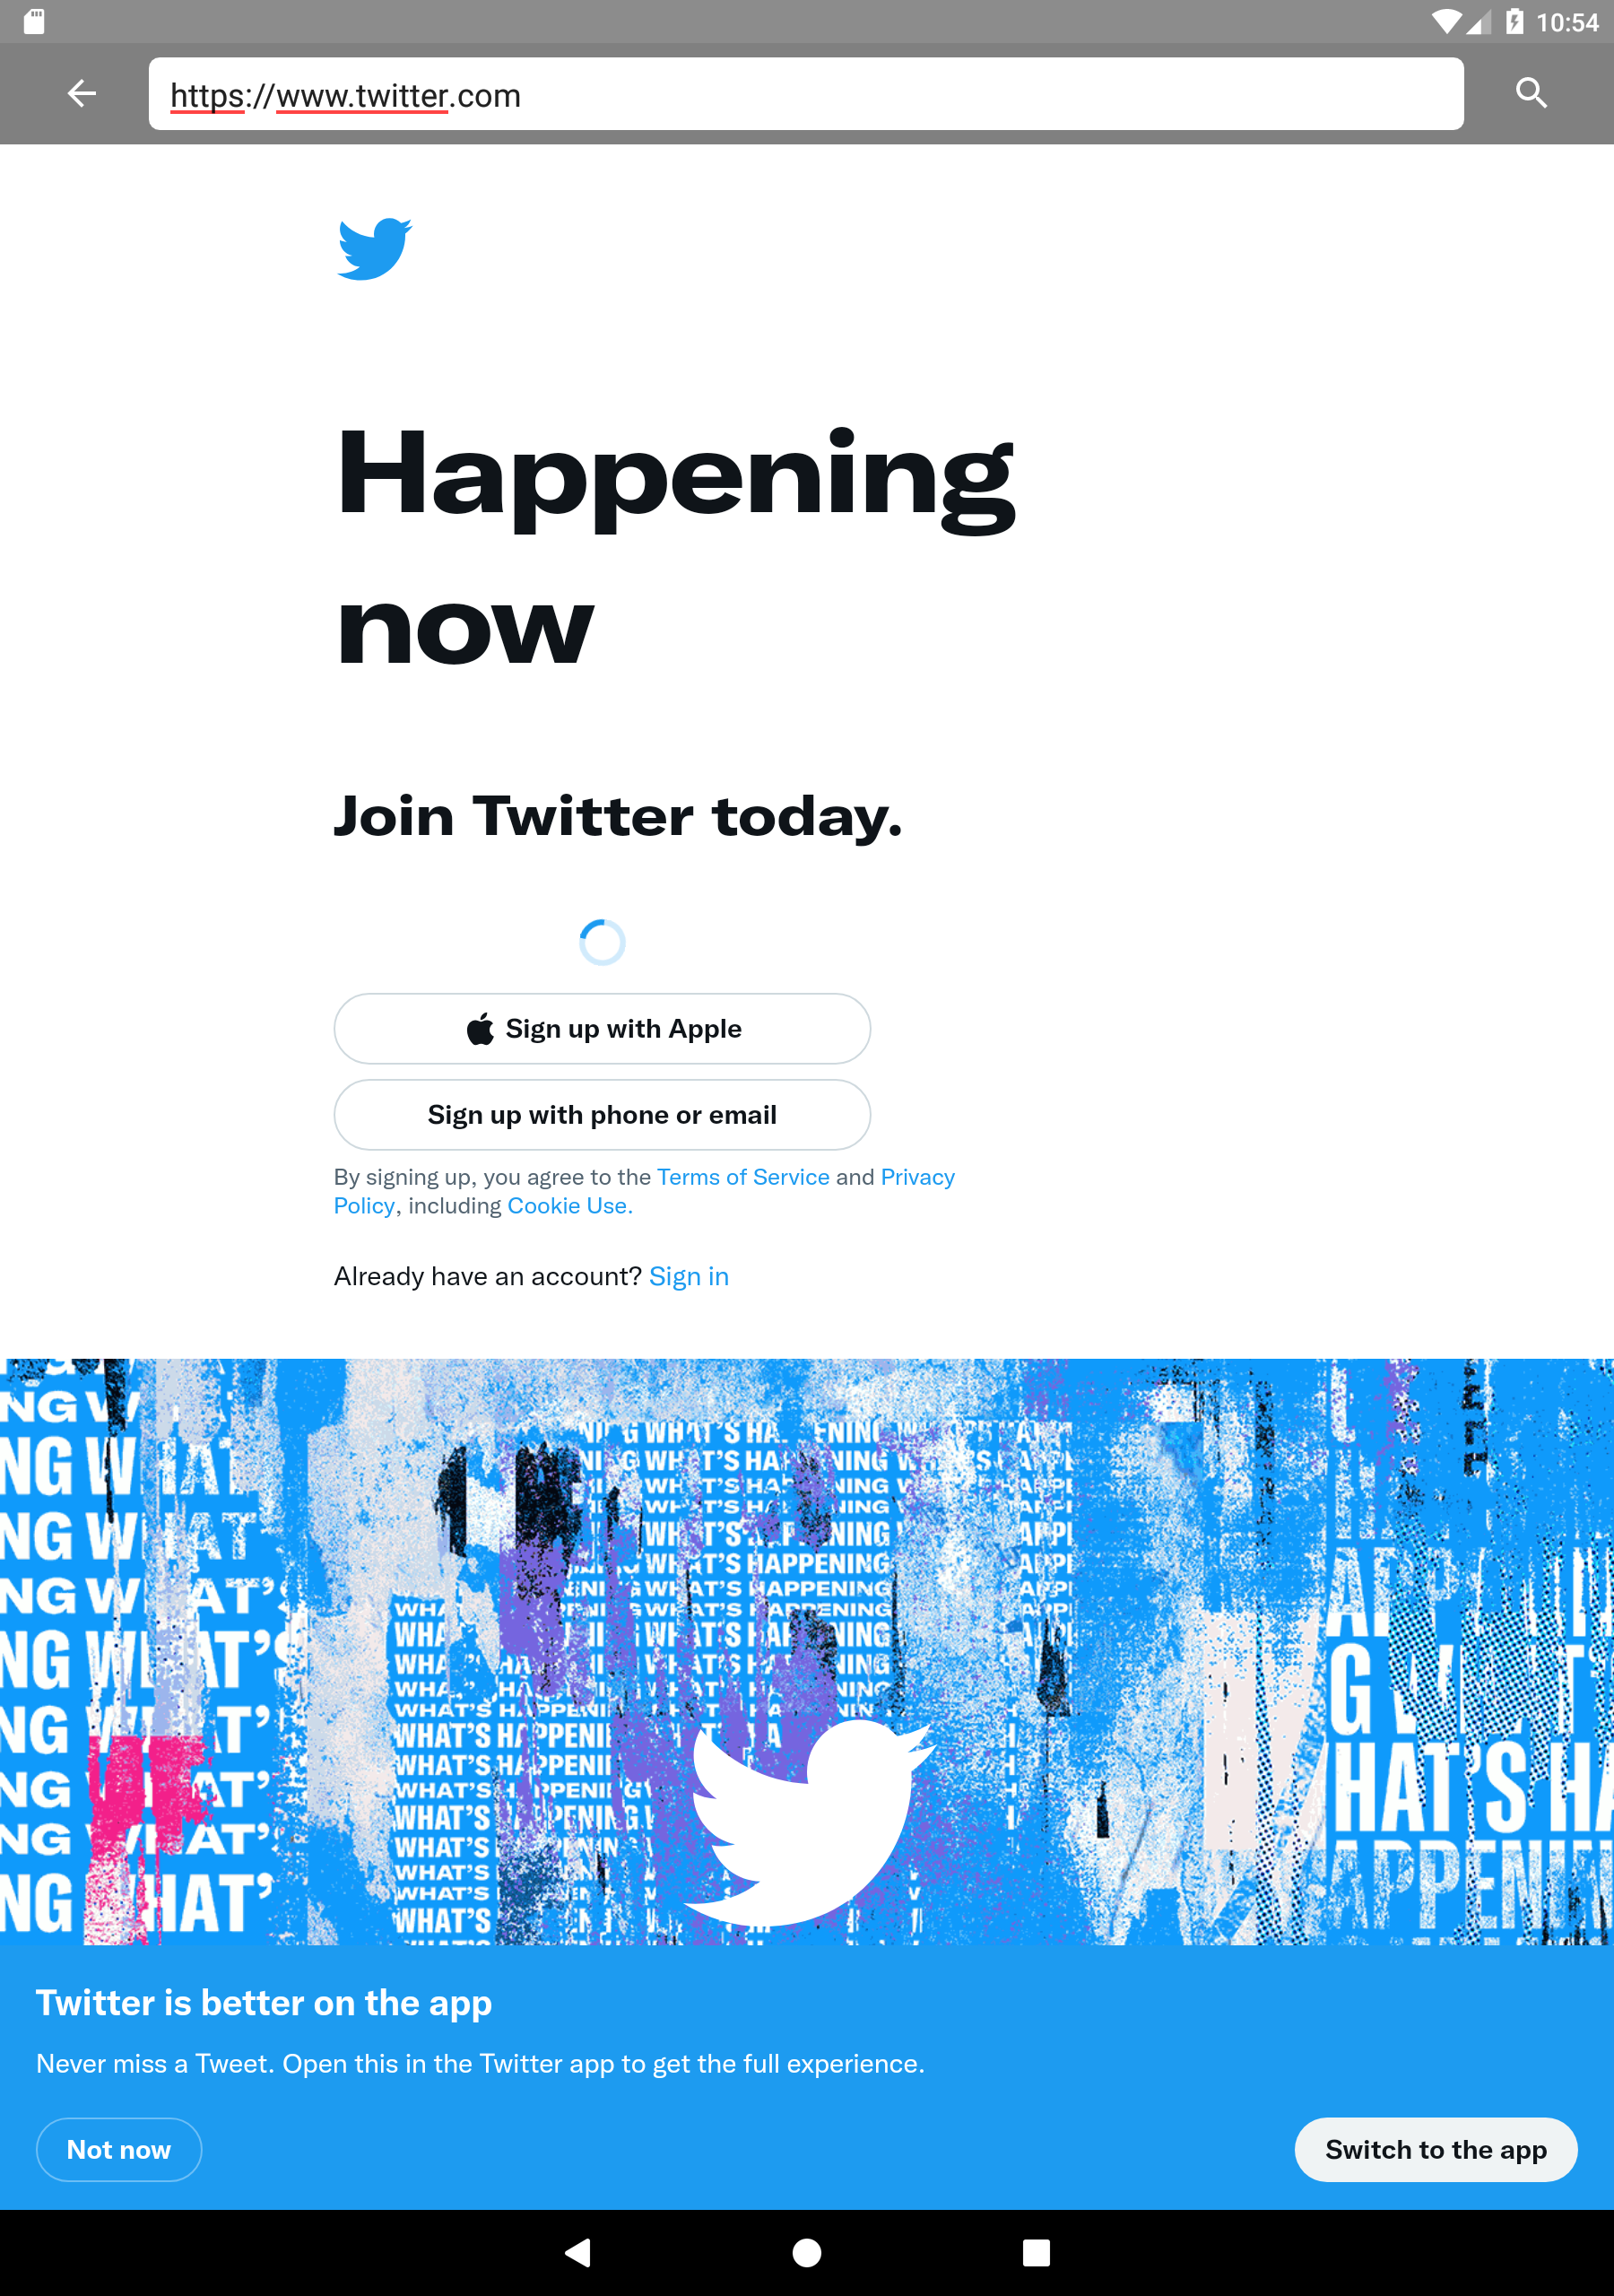 10:54
https://www.twitter.com
Happening
now
Join Twitter today.
Sign up with Apple
Sign up with phone or email
By signing up, you agree to the Terms of Service and Privacy
Policy, including Cookie Use.
Already have an account? Sign in
Twitter is better on the app
Never miss a Tweet. Open this in the Twitter app to get the full experience.
Not now
Switch to the app